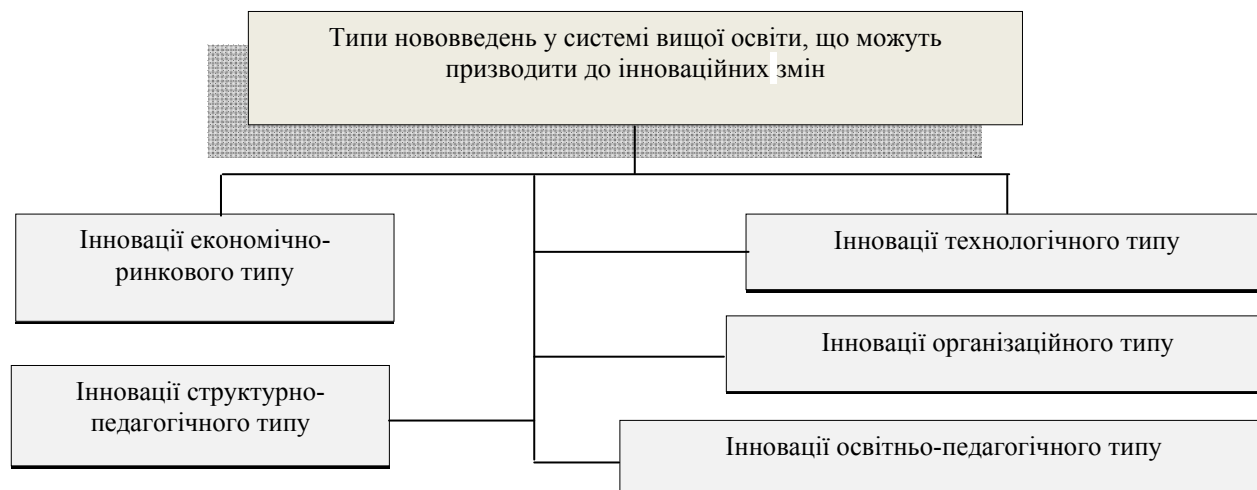 Типи нововведень у системі вищої освіти, що можуть
призводити до інноваційних змін
Інновації економічно-
ринкового типу
Інновації технологічного типу
Інновації організаційного типу
Інновації структурно-
педагогічного типу
Інновації освітньо-педагогічного типу